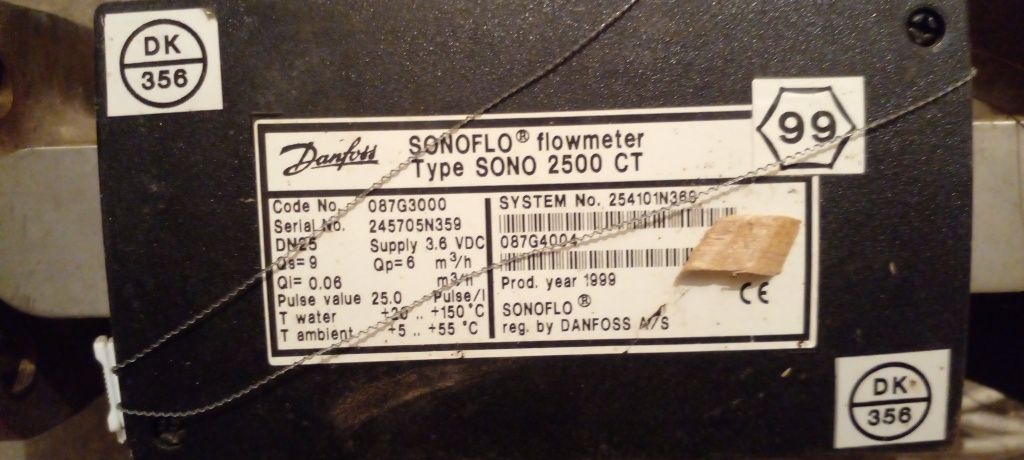 DK
356
99
Danfoss
SONOFLO® flowmeter
Type SONO 2500 CT
Code No. 087G3000
Serial No. 245705N359
DN25 Supply 3.6 VDC
Qs=9 Qp=6 m³/h
Ql= 0.06 m³/h
Pulse value 25.0 Pulse/l
T water +20 .. +150 °C
T ambient +5 .. +55 °C
SYSTEM No. 254101N369
087G4004
Prod. year 1999
CE
SONOFLO®
reg. by DANFOSS A/S
DK
356